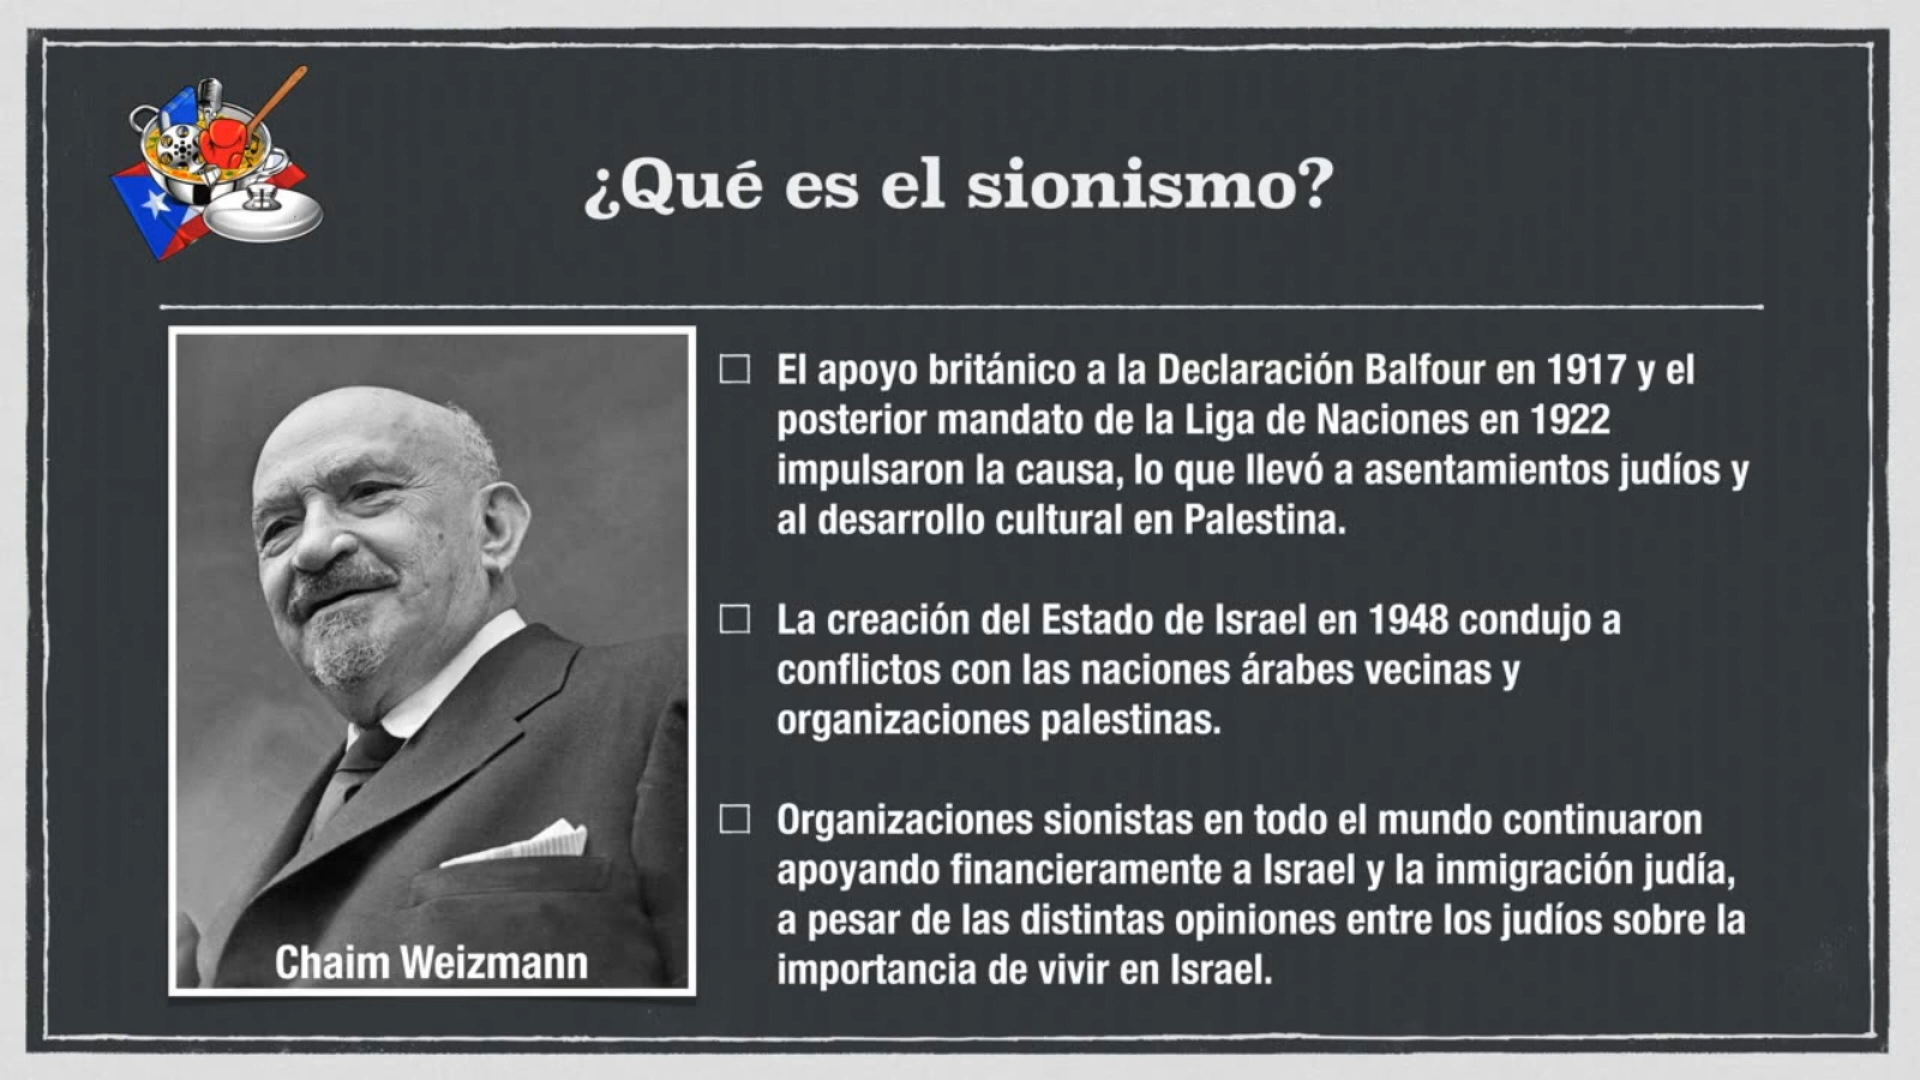 ¿Qué es el sionismo?
El apoyo británico a la Declaración Balfour en 1917 y el
posterior mandato de la Liga de Naciones en 1922
impulsaron la causa, lo que llevó a asentamientos judíos y
al desarrollo cultural en Palestina.
La creación del Estado de Israel en 1948 condujo a
conflictos con las naciones árabes vecinas y
organizaciones palestinas.
Organizaciones sionistas en todo el mundo continuaron
apoyando financieramente a Israel y la inmigración judía,
a pesar de las distintas opiniones entre los judíos sobre la
importancia de vivir en Israel.
Chaim Weizmann